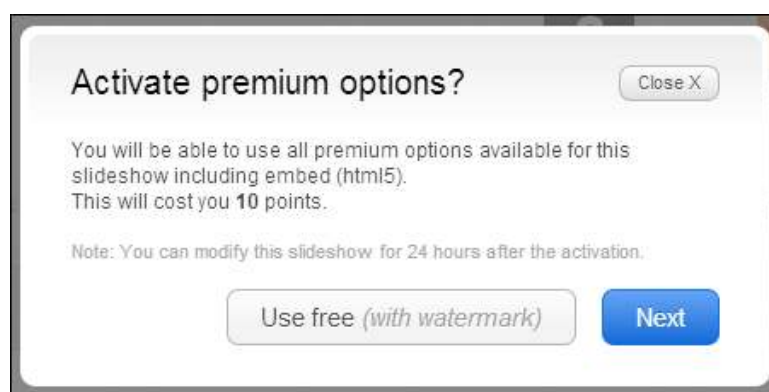 Activate premium options?
Close X
You will be able to use all premium options available for this
slideshow including embed (html5).
This will cost you 10 points.
Note: You can modify this slideshow for 24 hours after the activation.
Use free (with watermark)
Next